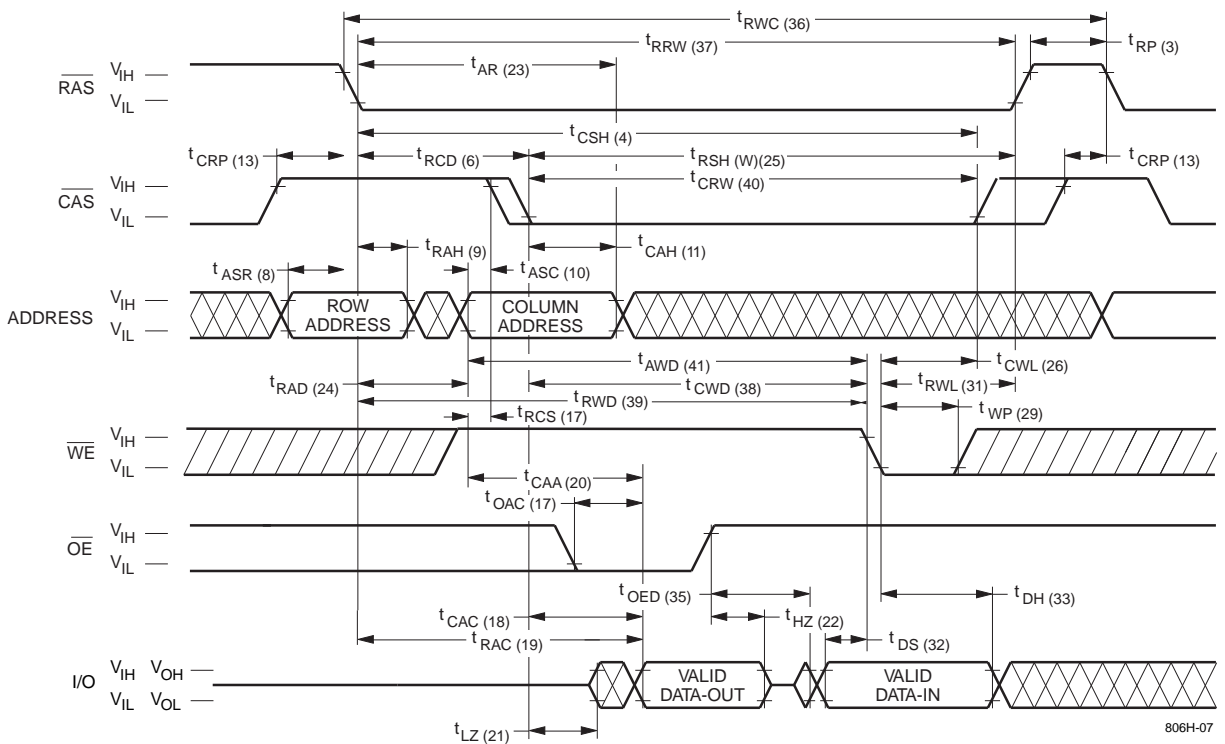 tRWC (36)
tRRW (37)
tRP (3)
tAR (23)
RAS
VIH
VIL
tCSH (4)
tCRP (13)
tRCD (6)
tRSH (W)(25)
tCRP (13)
tCRW (40)
CAS
VIH
VIL
tRAH (9)
tCAH (11)
tASR (8)
tASC (10)
ADDRESS
VIH
VIL
ROW
ADDRESS
COLUMN
ADDRESS
tAWD (41)
tCWL (26)
tRAD (24)
tCWD (38)
tRWL (31)
tRWD (39)
tWP (29)
tRCS (17)
WE
VIH
VIL
tCAA (20)
tOAC (17)
OE
VIH
VIL
tOED (35)
tDH (33)
tCAC (18)
tHZ (22)
tRAC (19)
tDS (32)
I/O
VIH VOH
VIL VOL
VALID
DATA-OUT
VALID
DATA-IN
tLZ (21)
806H-07